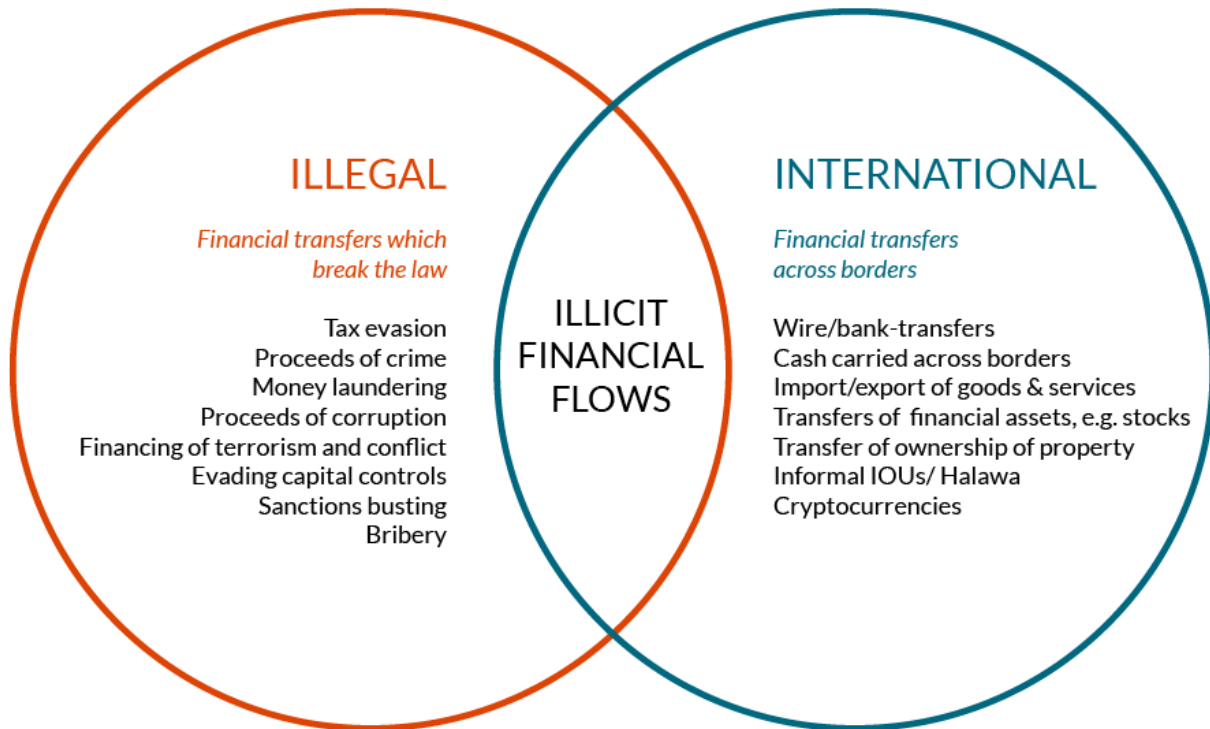 ILLEGAL
Financial transfers which
break the law
Tax evasion
Proceeds of crime
Money laundering
Proceeds of corruption
Financing of terrorism and conflict
Evading capital controls
Sanctions busting
Bribery
ILLICIT
FINANCIAL
FLOWS
INTERNATIONAL
Financial transfers
across borders
Wire/bank-transfers
Cash carried across borders
Import/export of goods & services
Transfers of financial assets, e.g. stocks
Transfer of ownership of property
Informal IOUs/ Halawa
Cryptocurrencies